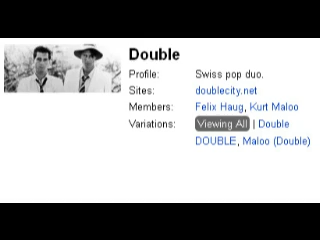 Double
Profile: Swiss pop duo.
Sites: doublecity.net
Members: Felix Haug, Kurt Maloo
Variations: Viewing All | Double
DOUBLE, Maloo (Double)